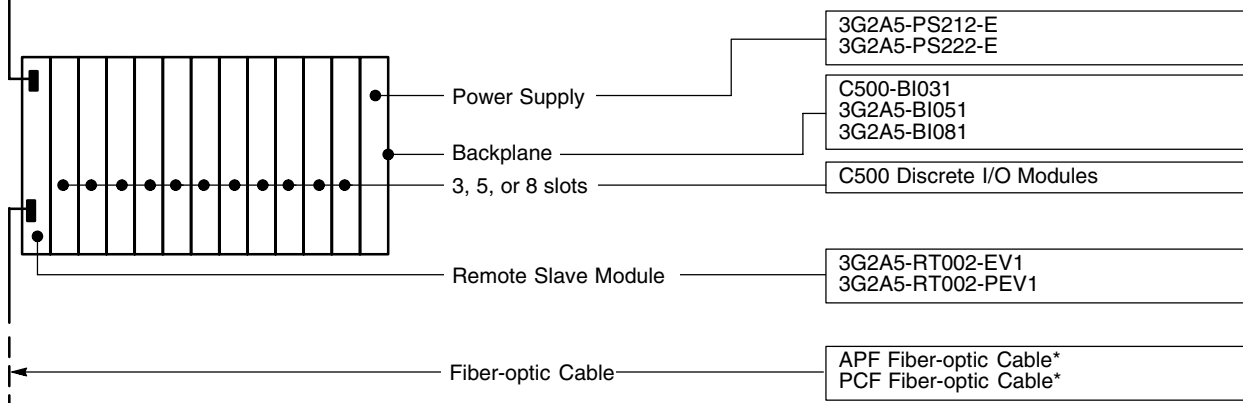 3G2A5-PS212-E
3G2A5-PS222-E
Power Supply
C500-BI031
3G2A5-BI051
3G2A5-BI081
Backplane
3, 5, or 8 slots
C500 Discrete I/O Modules
Remote Slave Module
3G2A5-RT002-EV1
3G2A5-RT002-PEV1
Fiber-optic Cable
APF Fiber-optic Cable*
PCF Fiber-optic Cable*